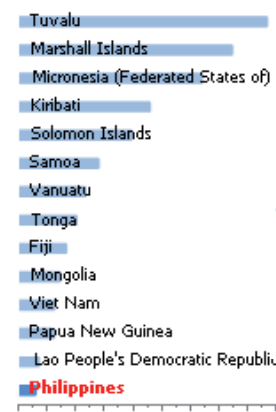 Tuvalu
Marshall Islands
Micronesia (Federated States of)
Kiribati
Solomon Islands
Samoa
Vanuatu
Tonga
Fiji
Mongolia
Viet Nam
Papua New Guinea
Lao People's Democratic Republic
Philippines